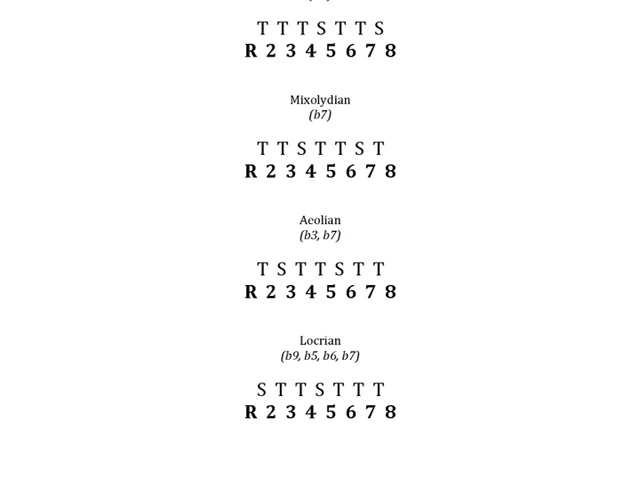 T T T S T T S
R 2 3 4 5 6 7 8
Mixolydian
(b7)
T T S T T S T
R 2 3 4 5 6 7 8
Aeolian
(b3, b7)
T S T T S T T
R 2 3 4 5 6 7 8
Locrian
(b9, b5, b6, b7)
S T T S T T T
R 2 3 4 5 6 7 8